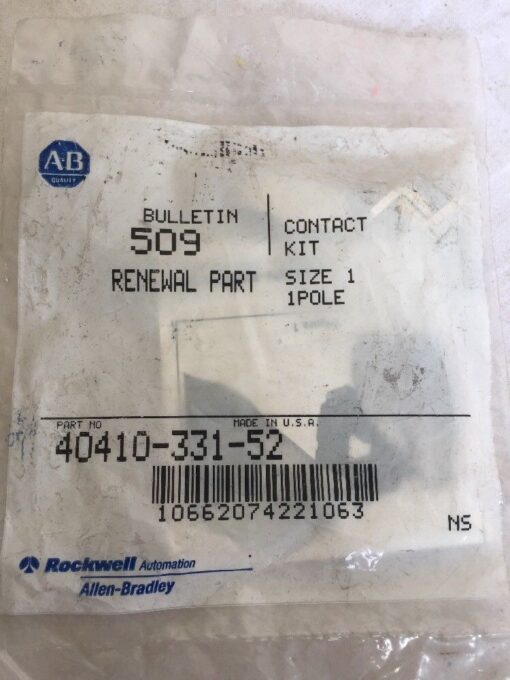 A-B
QUALITY
BULLETIN
509
RENEWAL PART
CONTACT
KIT
SIZE 1
1POLE
PART NO
MADE IN U.S.A.
40410-331-52
10662074221063
NS
Rockwell Automation
Allen-Bradley